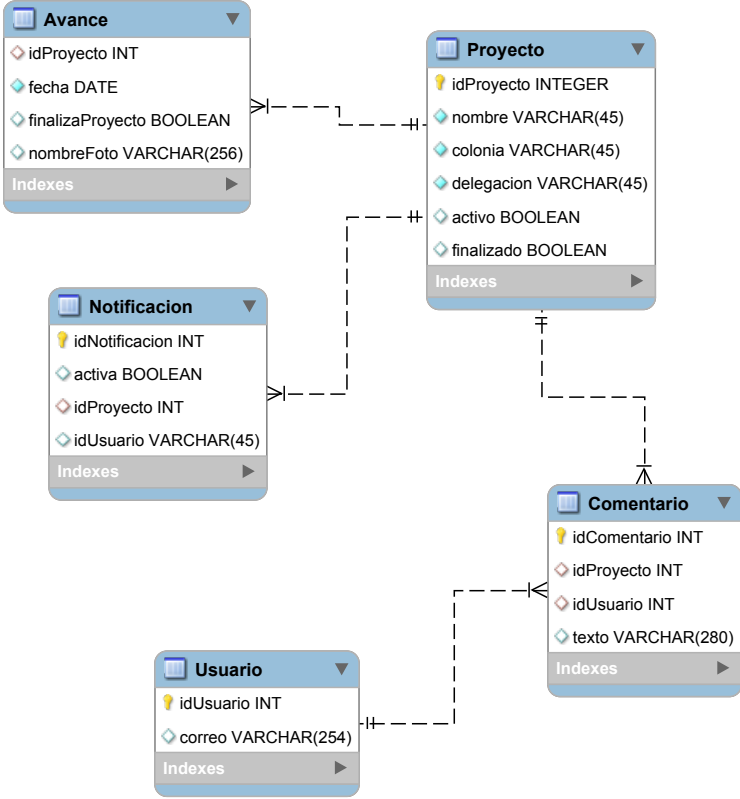 Avance
idProyecto INT
fecha DATE
finalizaProyecto BOOLEAN
nombreFoto VARCHAR(256)
Indexes
Proyecto
idProyecto INTEGER
nombre VARCHAR(45)
colonia VARCHAR(45)
delegacion VARCHAR(45)
activo BOOLEAN
finalizado BOOLEAN
Indexes
Notificacion
idNotificacion INT
activa BOOLEAN
idProyecto INT
idUsuario VARCHAR(45)
Indexes
Comentario
idComentario INT
idProyecto INT
idUsuario INT
texto VARCHAR(280)
Indexes
Usuario
idUsuario INT
correo VARCHAR(254)
Indexes